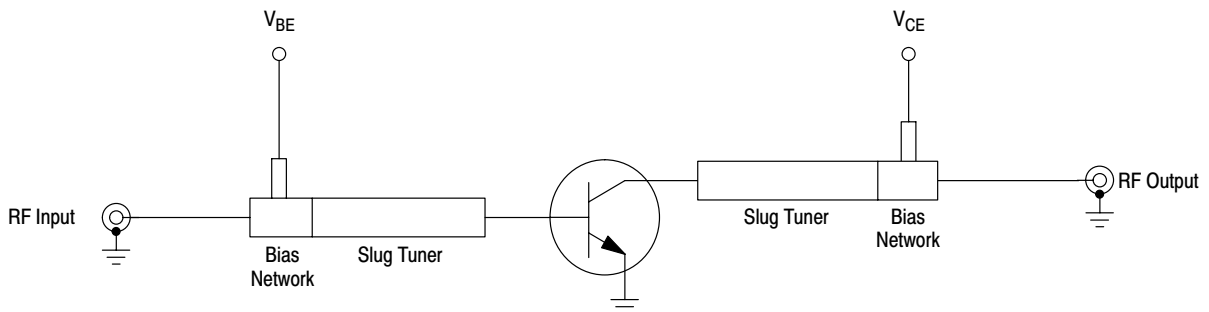 V_BE
V_CE
RF Input
Bias
Network
Slug Tuner
Slug Tuner
Bias
Network
RF Output